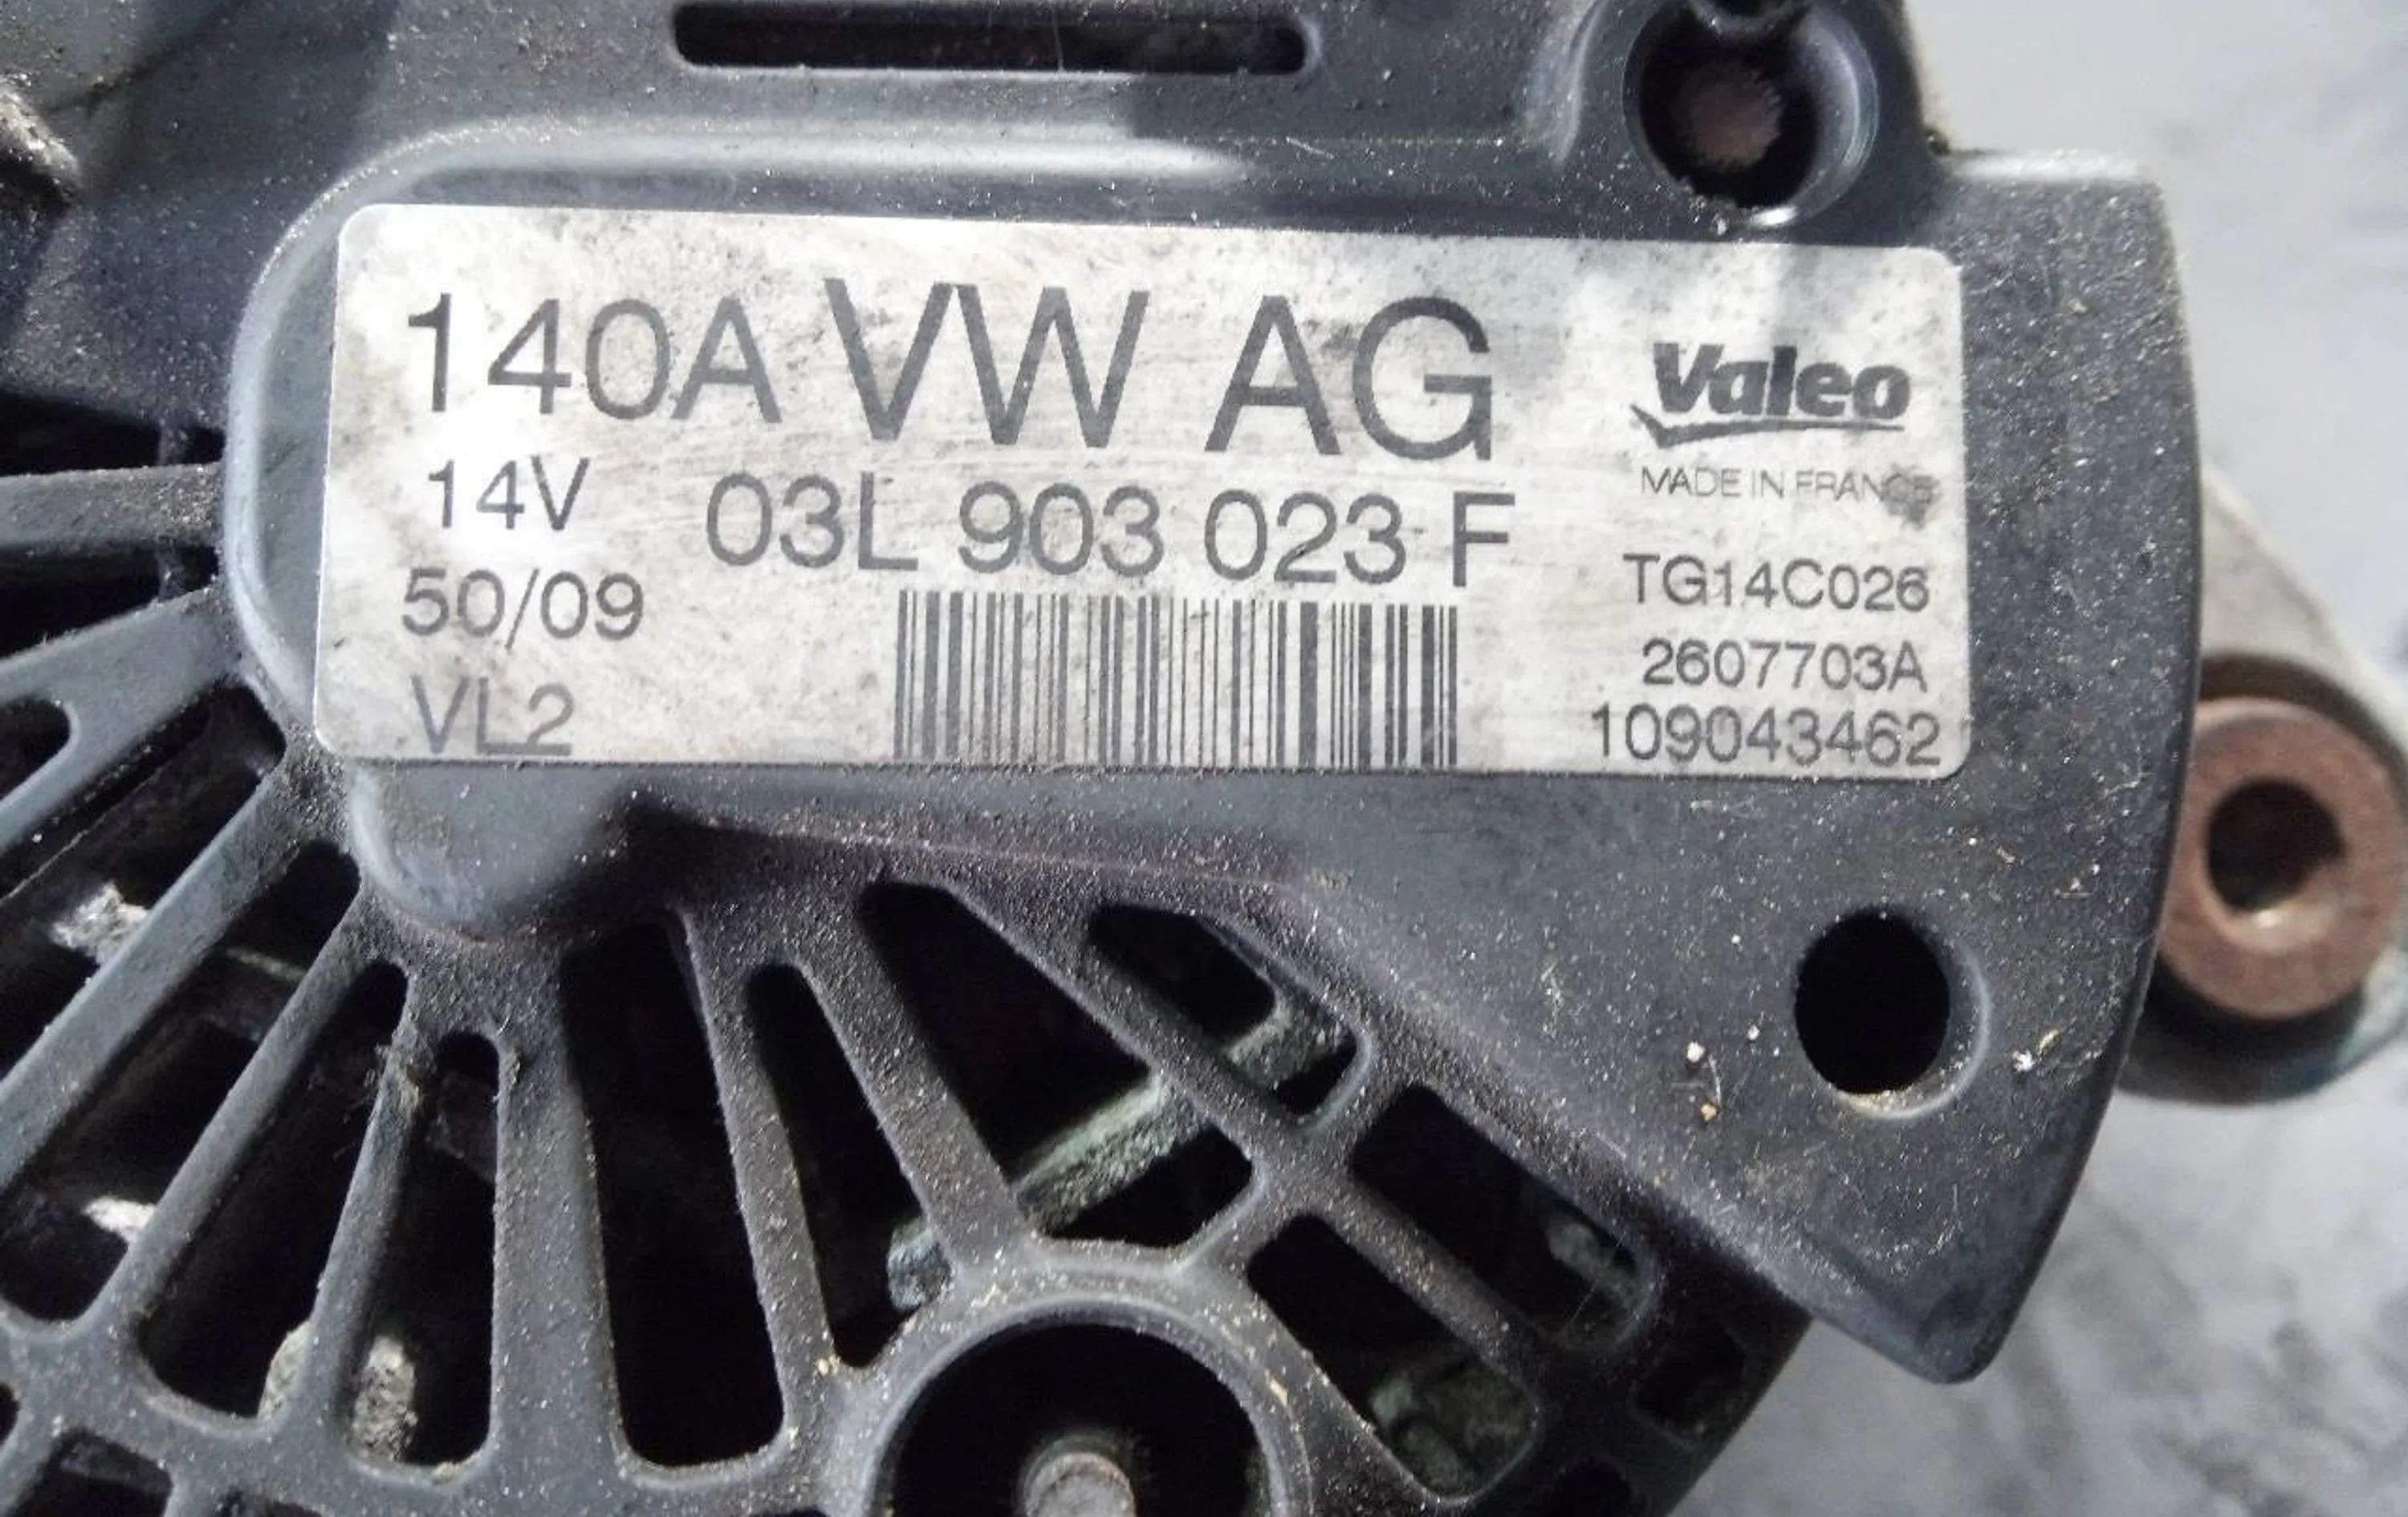 140A VW AG
14V 03L 903 023 F
50/09
VL2
Valeo
MADE IN FRANCE
TG14C026
2607703A
109043462